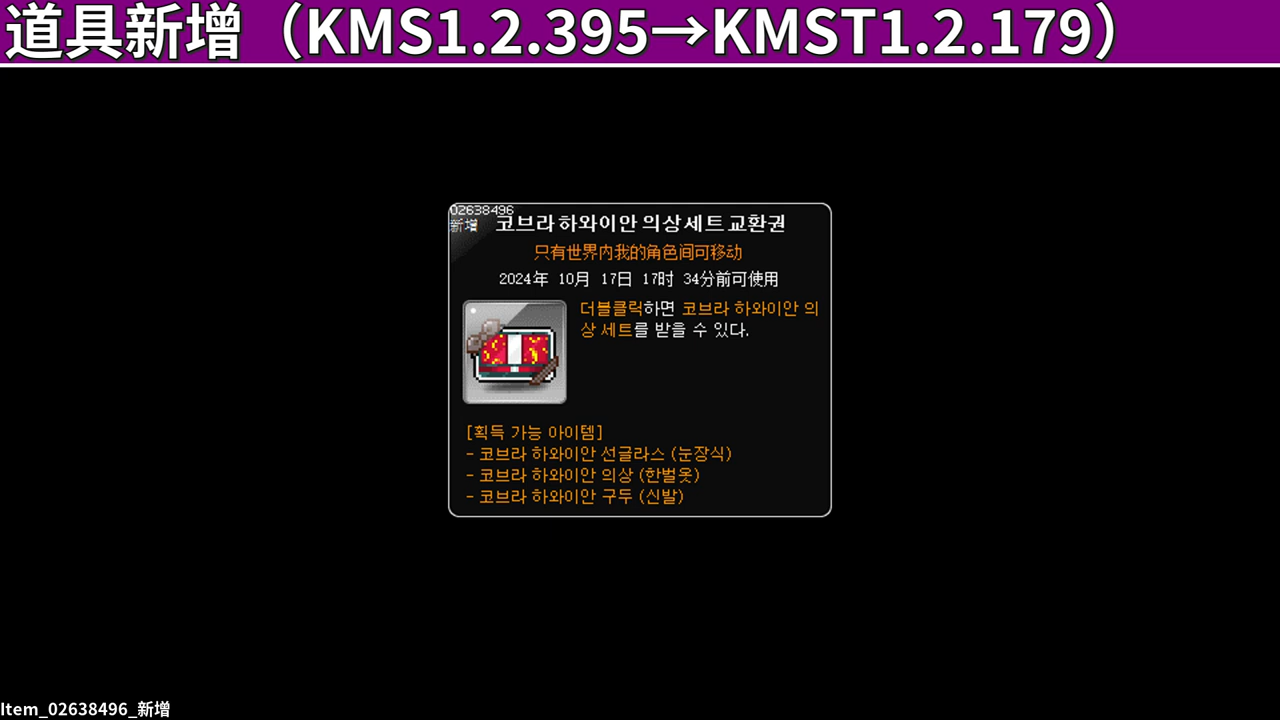 道具新增（KMS1.2.395→KMST1.2.179）
02638496
新增
코브라 하와이안 의상 세트 교환권
只有世界内我的角色间可移动
2024年 10月 17日 17时 34分前可使用
더블클릭하면 코브라 하와이안 의
상 세트를 받을 수 있다.
[획득 가능 아이템]
- 코브라 하와이안 선글라스 (눈장식)
- 코브라 하와이안 의상 (한벌옷)
- 코브라 하와이안 구두 (신발)
Item_02638496_新增